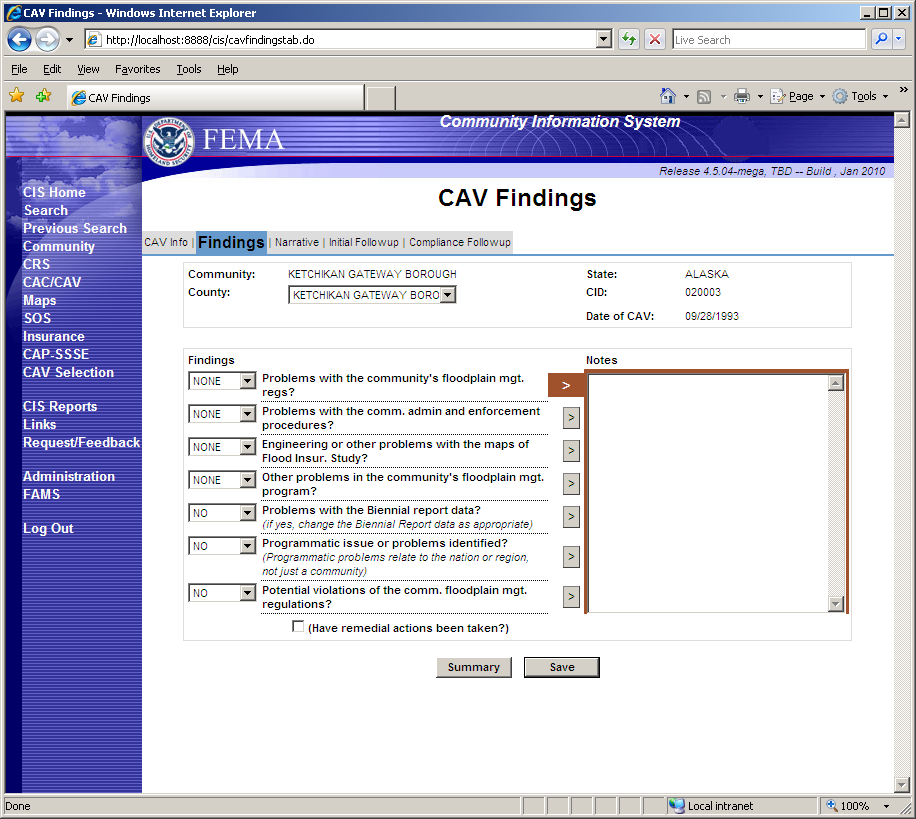 CAV Findings - Windows Internet Explorer
http://localhost:8888/cis/cavfindingstab.do
Live Search
File Edit View Favorites Tools Help
CAV Findings
Page Tools »
FEMA
Community Information System
Release 4.5.04-mega, TBD -- Build , Jan 2010
CAV Findings
CIS Home
Search
Previous Search
Community
CRS
CAC/CAV
Maps
SOS
Insurance
CAP-SSSE
CAV Selection
CIS Reports
Links
Request/Feedback
Administration
FAMS
Log Out
CAV Info | Findings | Narrative | Initial Followup | Compliance Followup
Community: KETCHIKAN GATEWAY BOROUGH State: ALASKA
County: KETCHIKAN GATEWAY BORO CID: 020003
Date of CAV: 09/28/1993
Findings Notes
NONE Problems with the community's floodplain mgt. >
regs?
NONE Problems with the comm. admin and enforcement >
procedures?
NONE Engineering or other problems with the maps of >
Flood Insur. Study?
NONE Other problems in the community's floodplain mgt. >
program?
NO Problems with the Biennial report data? >
(if yes, change the Biennial Report data as appropriate)
NO Programmatic issue or problems identified? >
(Programmatic problems relate to the nation or region,
not just a community)
NO Potential violations of the comm. floodplain mgt. >
regulations?
(Have remedial actions been taken?)
Summary Save
Done Local intranet 100%